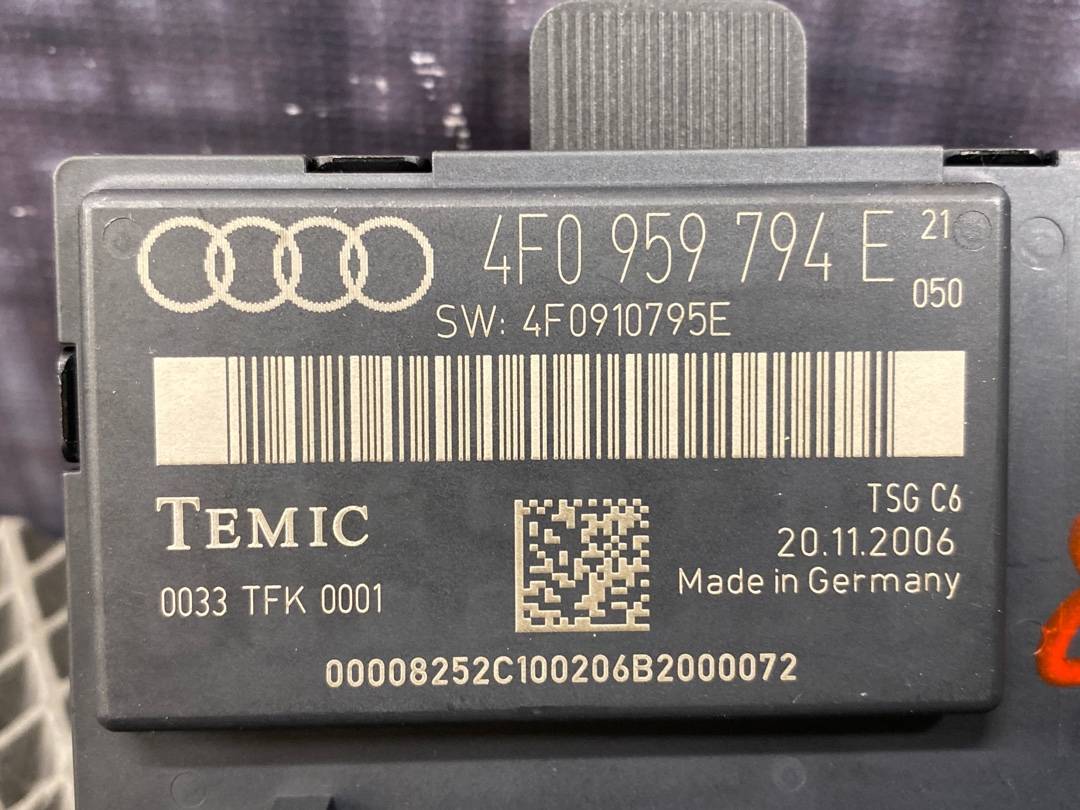 4F0 959 794 E 21
050
SW: 4F0910795E
TEMIC
TSG C6
20.11.2006
0033 TFK 0001
Made in Germany
00008252C100206B2000072